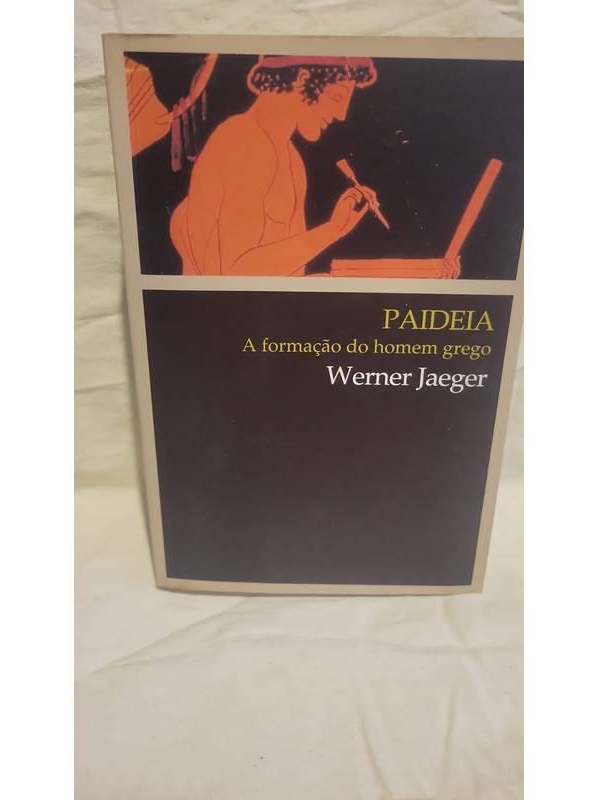 PAIDEIA
A formação do homem grego
Werner Jaeger